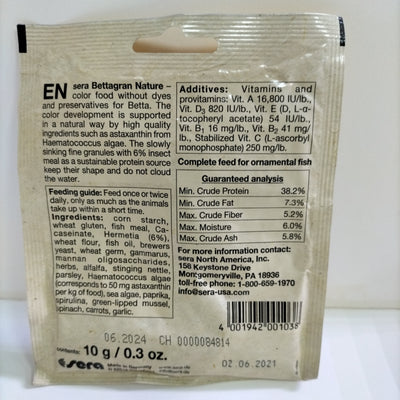 EN sera Bettagran Nature –
color food without dyes
and preservatives for Betta. The
color development is supported
in a natural way by high quality
ingredients such as astaxanthin from
Haematococcus algae. The slowly
sinking fine granules with 6% insect
meal as a sustainable protein source
keep their shape and do not cloud
the water.
Feeding guide: Feed once or twice
daily, only as much as the animals
take up within a short time.
Ingredients: corn starch,
wheat gluten, fish meal, Ca-
caseinate, Hermetia (6%),
wheat flour, fish oil, brewers
yeast, wheat germ, gammarus,
mannan oligosaccharides,
herbs, alfalfa, stinging nettle,
parsley, Haematococcus algae
(corresponds to 50 mg astaxanthin
per kg of food), sea algae, paprika,
spirulina, green-lipped mussel,
spinach, carrots, garlic.
Additives: Vitamins and
provitamins: Vit. A 16,800 IU/lb.,
Vit. D3 820 IU/lb., Vit. E (D, L-α-
tocopheryl acetate) 54 IU/lb.,
Vit. B1 16 mg/lb., Vit. B2 41 mg/
lb., Stabilized Vit. C (L-ascorbyl
monophosphate) 250 mg/lb.
Complete feed for ornamental fish
Guaranteed analysis
Min. Crude Protein 38.2%
Min. Crude Fat 7.3%
Max. Crude Fiber 5.2%
Max. Moisture 6.0%
Max. Crude Ash 5.8%
For more information contact:
sera North America, Inc.
158 Keystone Drive
Montgomeryville, PA 18936
toll-free phone: 1-800-659-1970
info@sera-usa.com
4 001942 001038
06.2024 - CH 0000084814
contents: 10 g / 0.3 oz.
02.06.2021
sera
Made in Germany